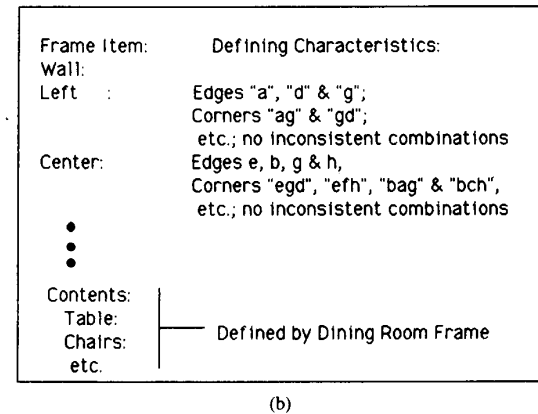 Frame Item: Defining Characteristics:
Wall:
Left : Edges "a", "d" & "g";
Corners "ag" & "gd";
etc.; no inconsistent combinations
Center: Edges e, b, g & h,
Corners "egd", "efh", "bag" & "bch",
etc.; no inconsistent combinations
Contents:
Table:
Defined by Dining Room Frame
Chairs:
etc.
(b)